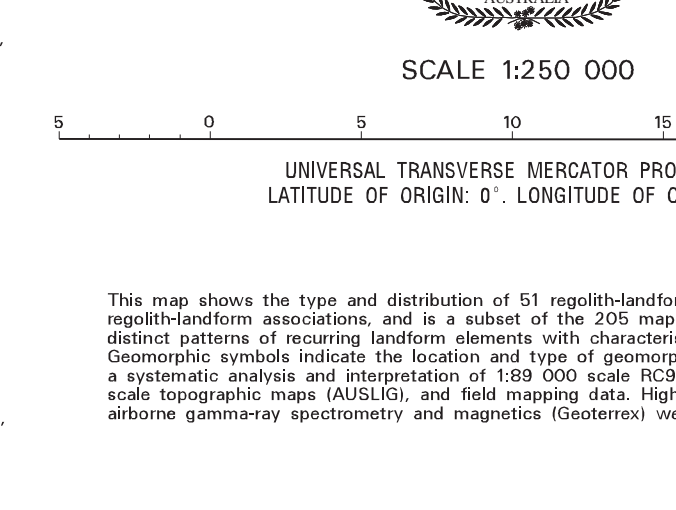 AUSTRALIA
SCALE 1:250 000
5 0 5 10 15
UNIVERSAL TRANSVERSE MERCATOR PRO
LATITUDE OF ORIGIN: 0°. LONGITUDE OF
This map shows the type and distribution of 51 regolith-landfor
regolith-landform associations, and is a subset of the 205 map
distinct patterns of recurring landform elements with characteris
Geomorphic symbols indicate the location and type of geomorp
a systematic analysis and interpretation of 1:89 000 scale RC9
scale topographic maps (AUSLIG), and field mapping data. High
airborne gamma-ray spectrometry and magnetics (Geoterrex) we